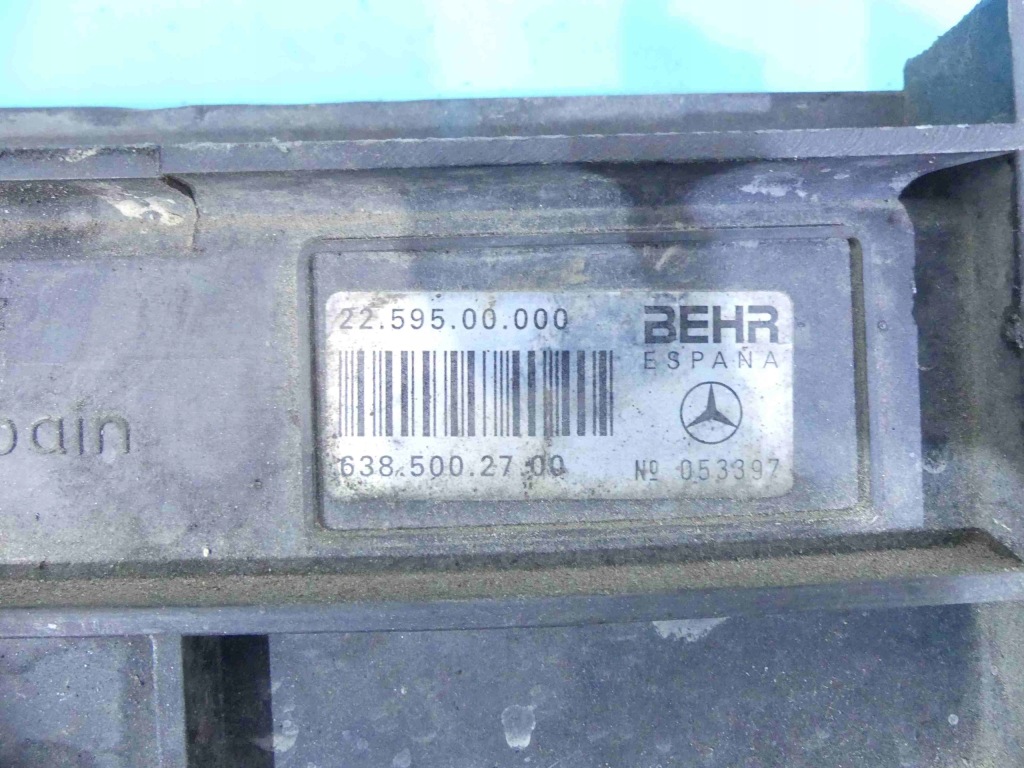 22.595.00.000
BEHR
ESPAÑA
638.500.27 00
Nº 053397
pain